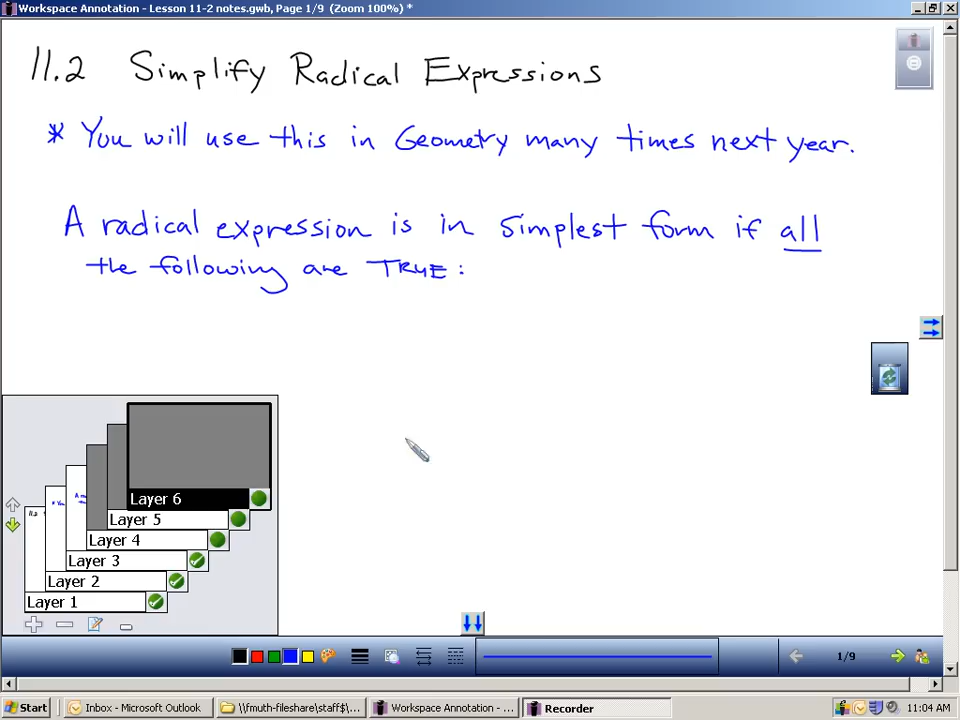 Workspace Annotation - Lesson 11-2 notes.gwb, Page 1/9 (Zoom 100%) *
11.2 Simplify Radical Expressions
* You will use this in Geometry many times next year.
A radical expression is in simplest form if all
the following are TRUE:
Layer 6
Layer 5
Layer 4
Layer 3
Layer 2
Layer 1
1/9
Start
Inbox - Microsoft Outlook
\\fmuth-fileshare\staff$\...
Workspace Annotation - ...
Recorder
11:04 AM